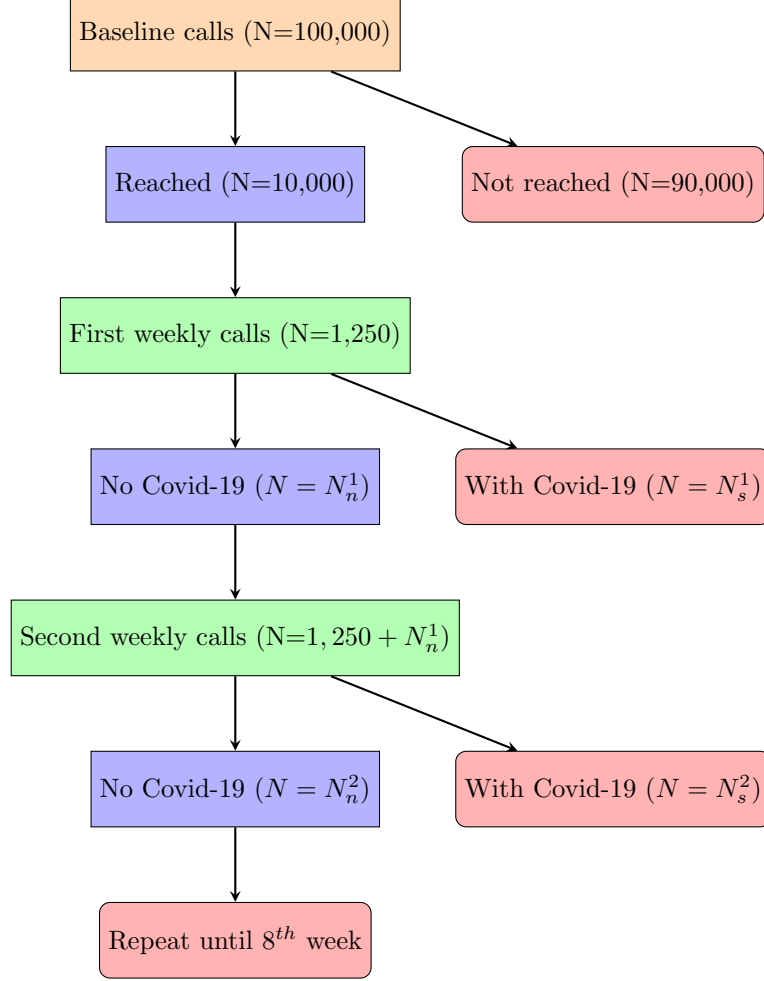 Baseline calls (N=100,000)
Reached (N=10,000)
Not reached (N=90,000)
First weekly calls (N=1,250)
No Covid-19 ($N = N_n^1$)
With Covid-19 ($N = N_s^1$)
Second weekly calls (N=$1,250 + N_n^1$)
No Covid-19 ($N = N_n^2$)
With Covid-19 ($N = N_s^2$)
Repeat until $8^{th}$ week